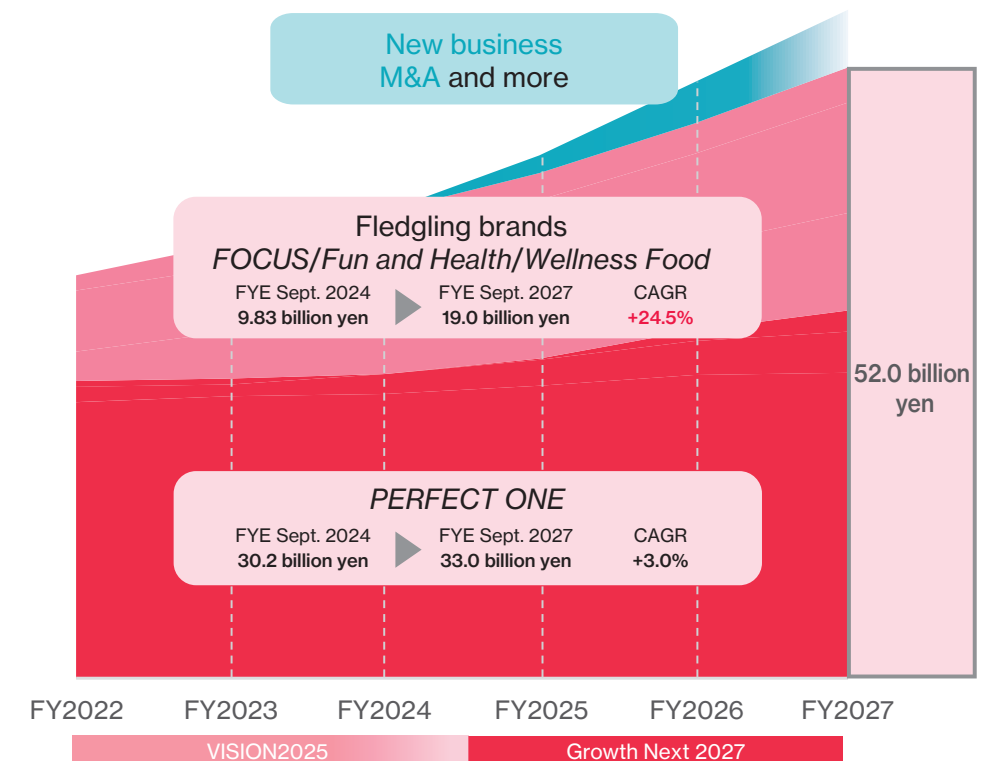 New business
M&A and more
Fledgling brands
FOCUS/Fun and Health/Wellness Food
FYE Sept. 2024 FYE Sept. 2027 CAGR
9.83 billion yen 19.0 billion yen +24.5%
52.0 billion
yen
PERFECT ONE
FYE Sept. 2024 FYE Sept. 2027 CAGR
30.2 billion yen 33.0 billion yen +3.0%
FY2022 FY2023 FY2024 FY2025 FY2026 FY2027
VISION2025 Growth Next 2027